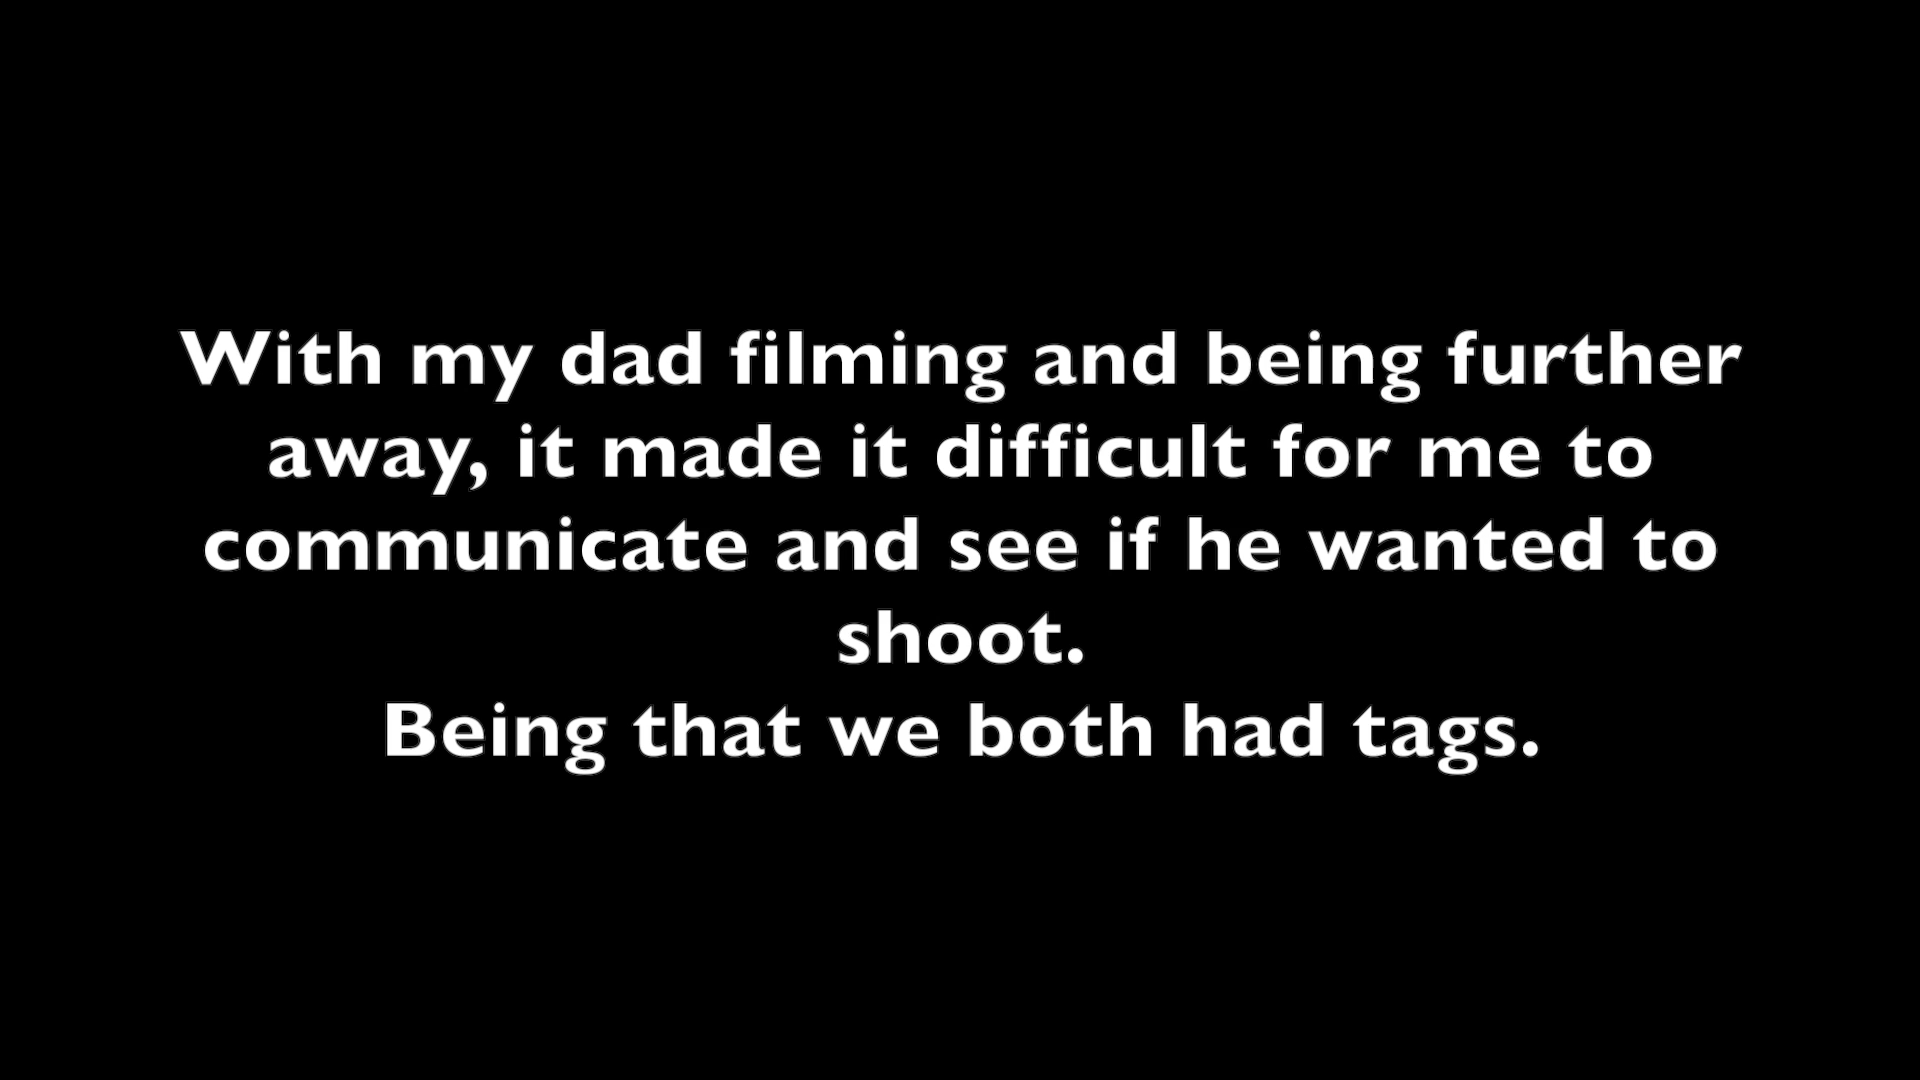 With my dad filming and being further
away, it made it difficult for me to
communicate and see if he wanted to
shoot.
Being that we both had tags.